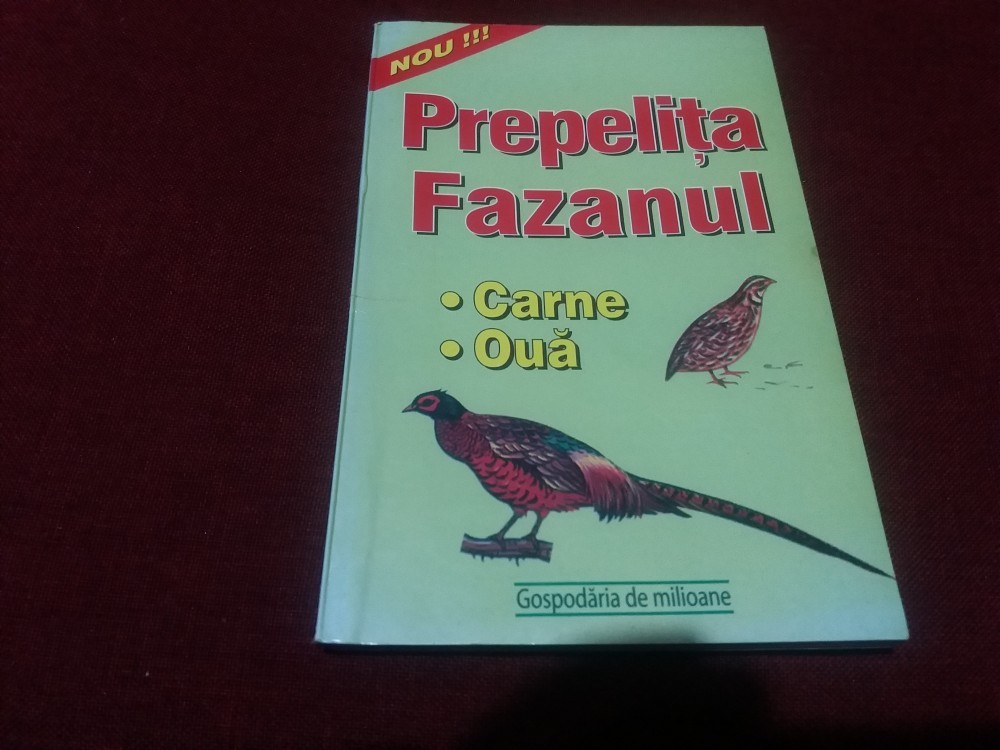 NOU !!!
Prepelița
Fazanul
• Carne
• Ouă
Gospodăria de milioane